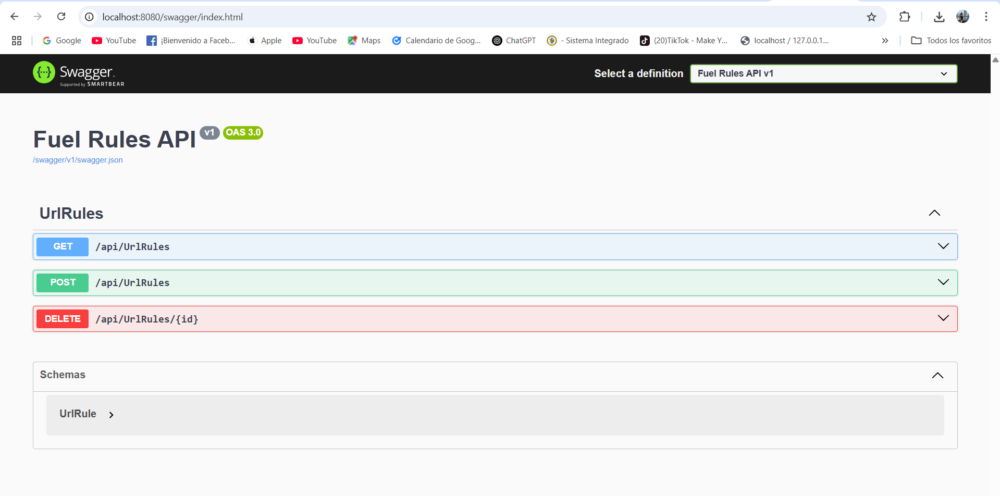 localhost:8080/swagger/index.html
Google YouTube ¡Bienvenido a Faceb... Apple YouTube Maps Calendario de Goog... ChatGPT - Sistema Integrado (20)TikTok - Make Y... localhost / 127.0.0.1... » Todos los favoritos
Swagger.
Supported by SMARTBEAR
Select a definition Fuel Rules API v1
Fuel Rules API v1 OAS 3.0
/swagger/v1/swagger.json
UrlRules
GET /api/UrlRules
POST /api/UrlRules
DELETE /api/UrlRules/{id}
Schemas
UrlRule